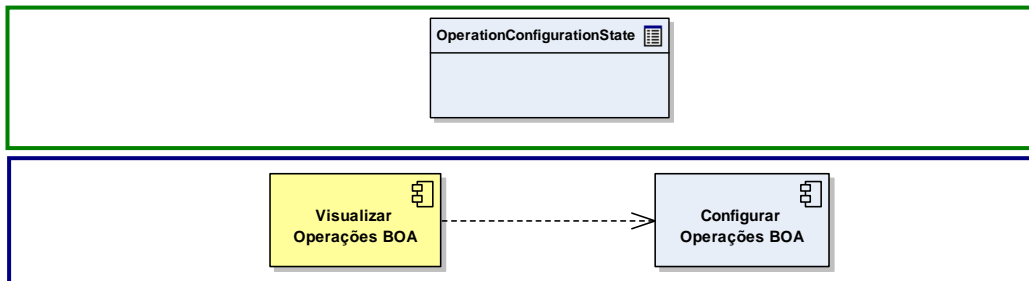 OperationConfigurationState
Visualizar
Operações BOA
Configurar
Operações BOA